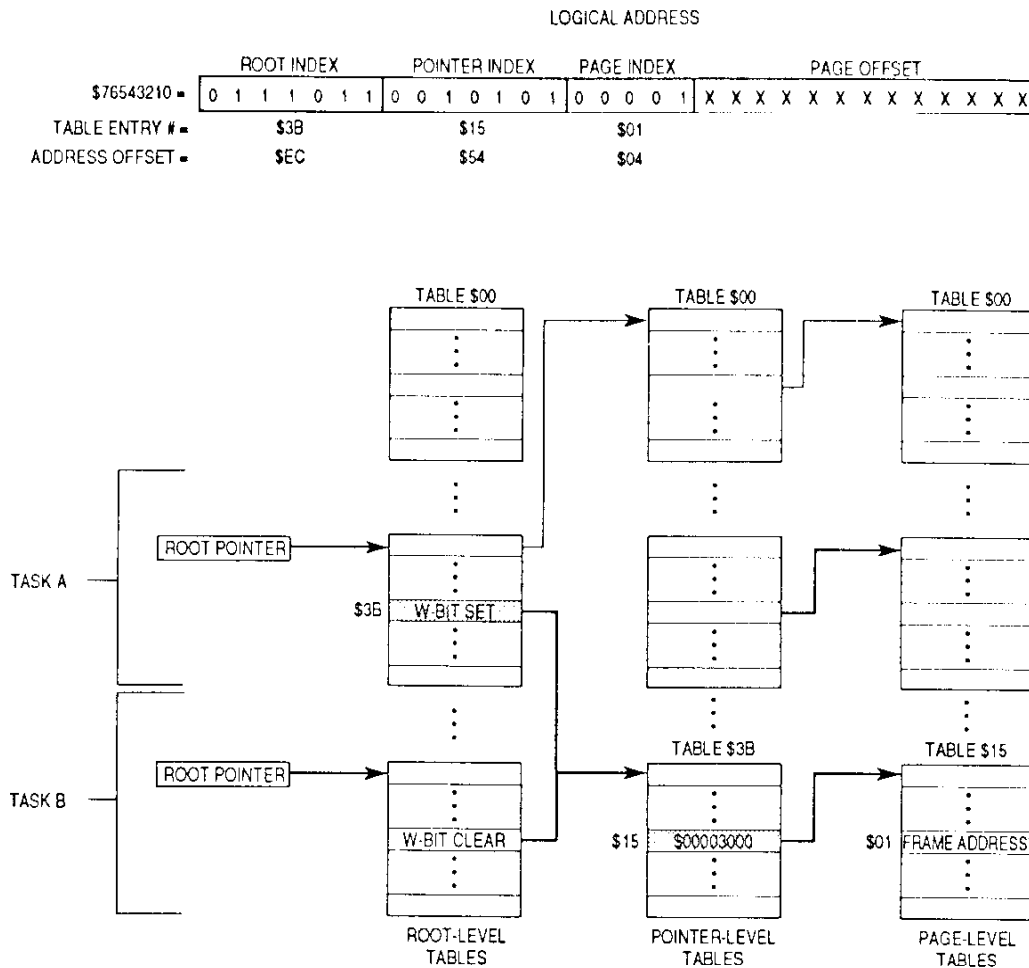 LOGICAL ADDRESS
ROOT INDEX POINTER INDEX PAGE INDEX PAGE OFFSET
$76543210 = 0 1 1 1 0 1 1 0 0 1 0 1 0 1 0 0 0 0 1 X X X X X X X X X X X X X
TABLE ENTRY # = $3B $15 $01
ADDRESS OFFSET = $EC $54 $04
TABLE $00 TABLE $00 TABLE $00
ROOT POINTER
TASK A
$3B W-BIT SET
TABLE $3B TABLE $15
ROOT POINTER
TASK B
W-BIT CLEAR $15 $00003000 $01 FRAME ADDRESS
ROOT-LEVEL POINTER-LEVEL PAGE-LEVEL
TABLES TABLES TABLES